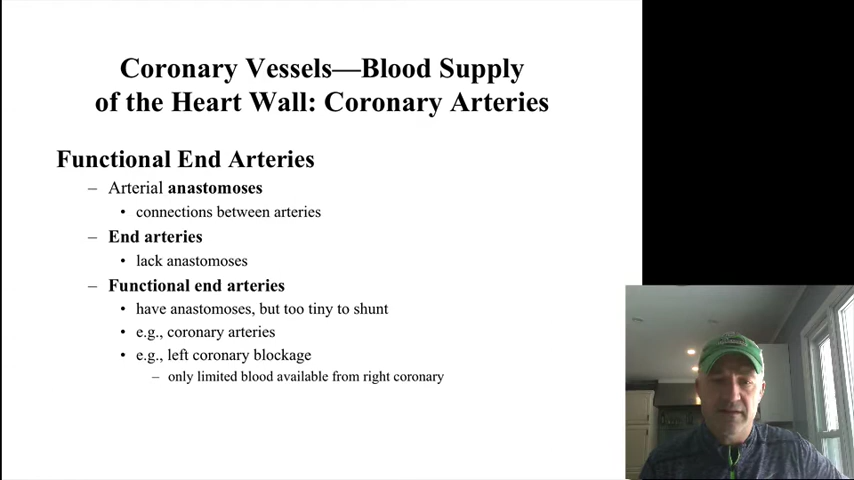 Coronary Vessels—Blood Supply
of the Heart Wall: Coronary Arteries
Functional End Arteries
– Arterial anastomoses
• connections between arteries
– End arteries
• lack anastomoses
– Functional end arteries
• have anastomoses, but too tiny to shunt
• e.g., coronary arteries
• e.g., left coronary blockage
– only limited blood available from right coronary